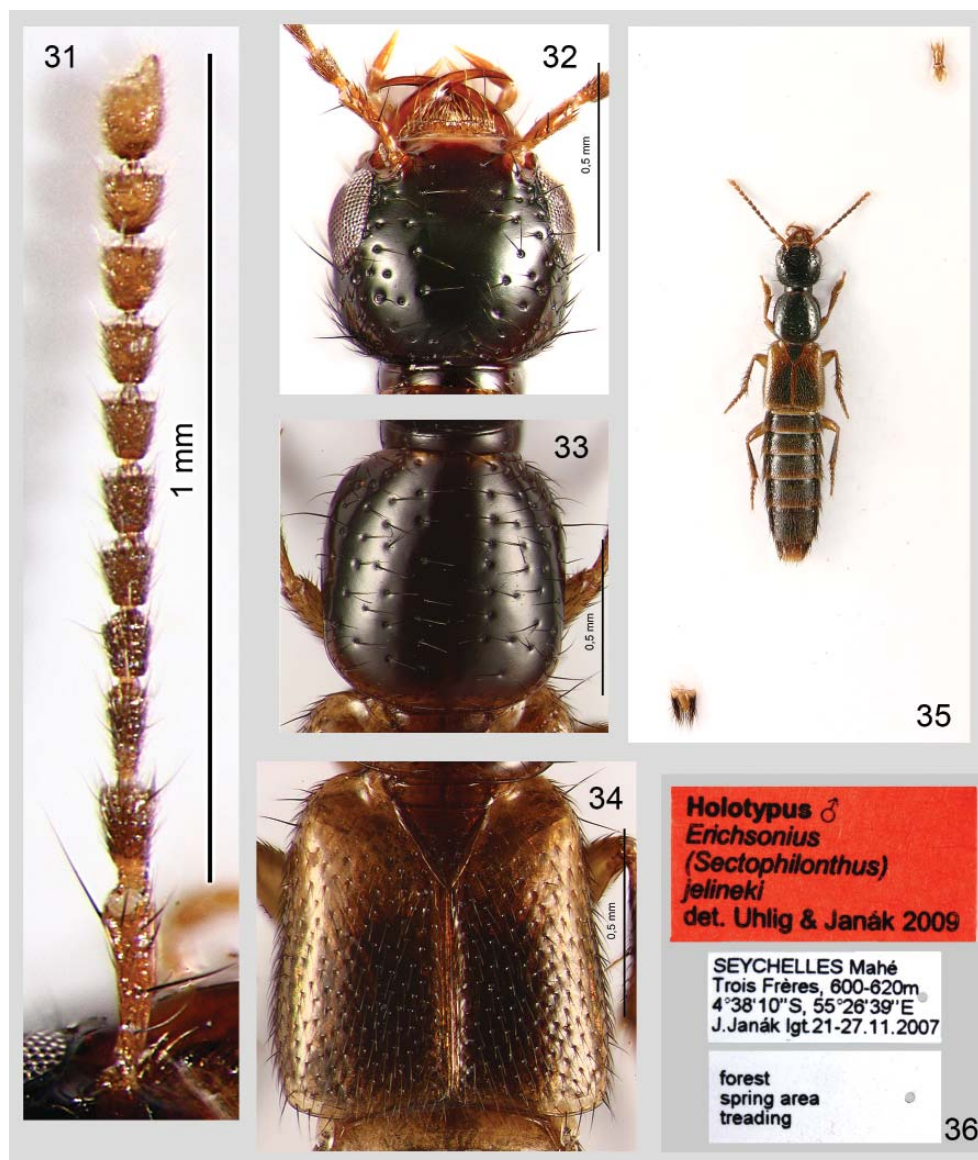 31
1 mm
32
0,5 mm
33
0,5 mm
34
0,5 mm
35
Holotypus ♂
Erichsonius
(Sectophilonthus)
jelineki
det. Uhlig & Janák 2009
SEYCHELLES Mahé
Trois Frères, 600-620m
4°38'10''S, 55°26'39''E
J.Janák lgt.21-27.11.2007
forest
spring area
treading
36